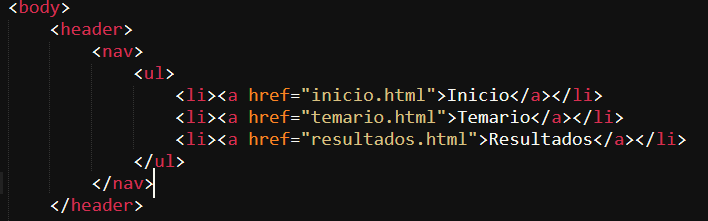 <body>
<header>
<nav>
<ul>
<li><a href="inicio.html">Inicio</a></li>
<li><a href="temario.html">Temario</a></li>
<li><a href="resultados.html">Resultados</a></li>
</ul>
</nav>
</header>